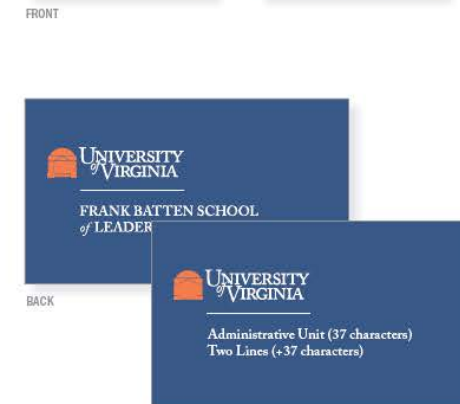 FRONT
UNIVERSITY
of VIRGINIA
FRANK BATTEN SCHOOL
of LEADER
BACK
UNIVERSITY
of VIRGINIA
Administrative Unit (37 characters)
Two Lines (+37 characters)